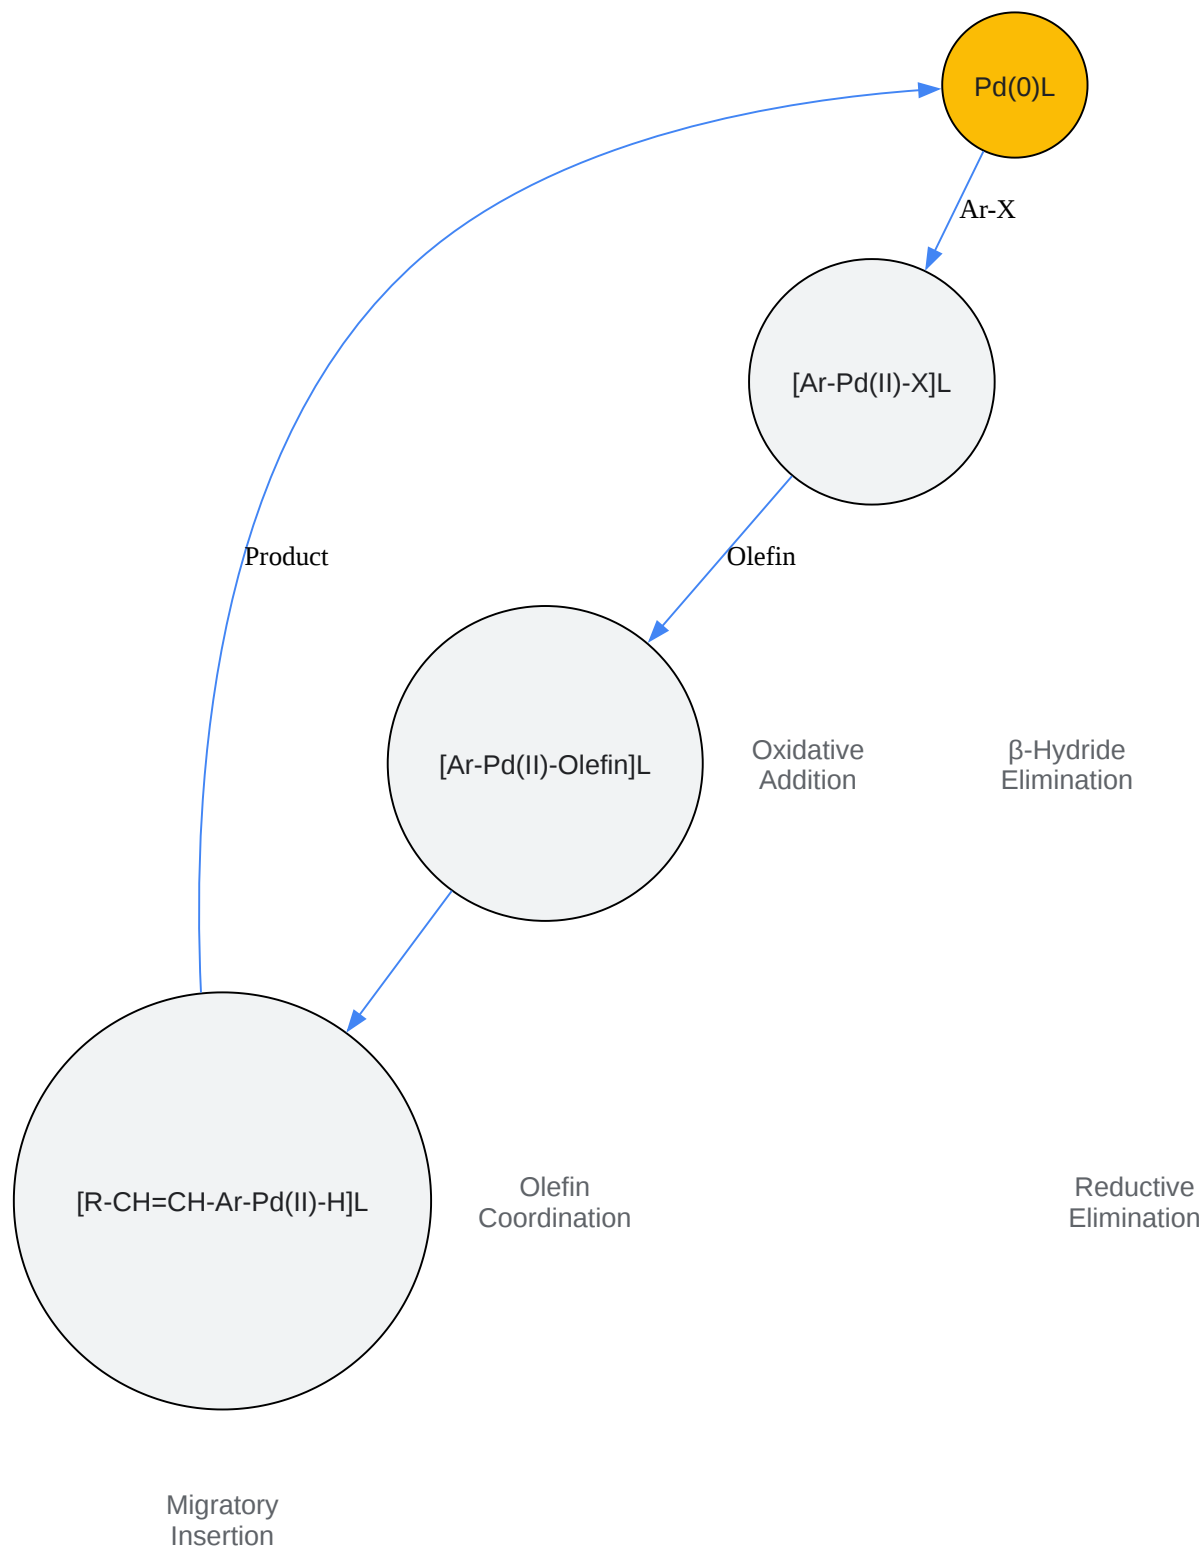 Pd(0)L
Ar-X
[Ar-Pd(II)-X]L
Product
Olefin
[Ar-Pd(II)-Olefin]L
Oxidative
Addition
β-Hydride
Elimination
[R-CH=CH-Ar-Pd(II)-H]L
Olefin
Coordination
Reductive
Elimination
Migratory
Insertion